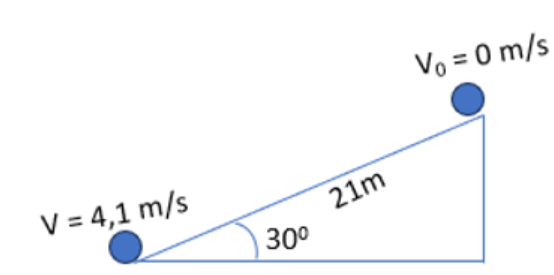 V₀ = 0 m/s
21m
V = 4,1 m/s
30⁰